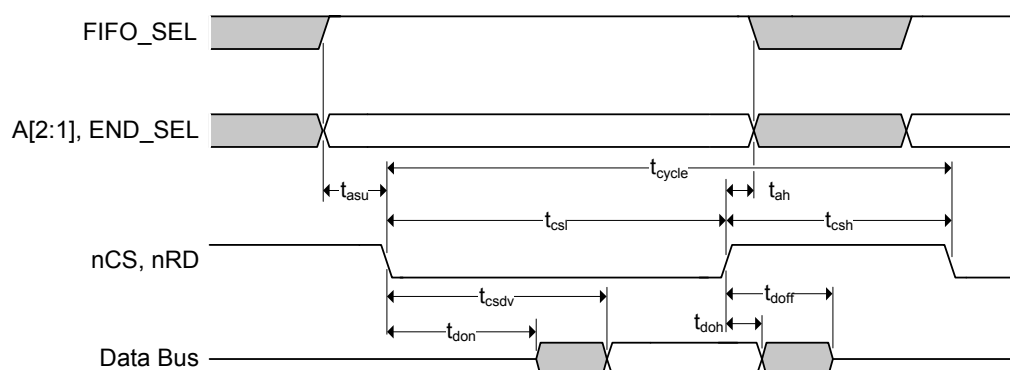 FIFO_SEL
A[2:1], END_SEL
tcycle
tasu
tah
tcsl
tcsh
nCS, nRD
tcsdv
tdoff
tdon
tdoh
Data Bus